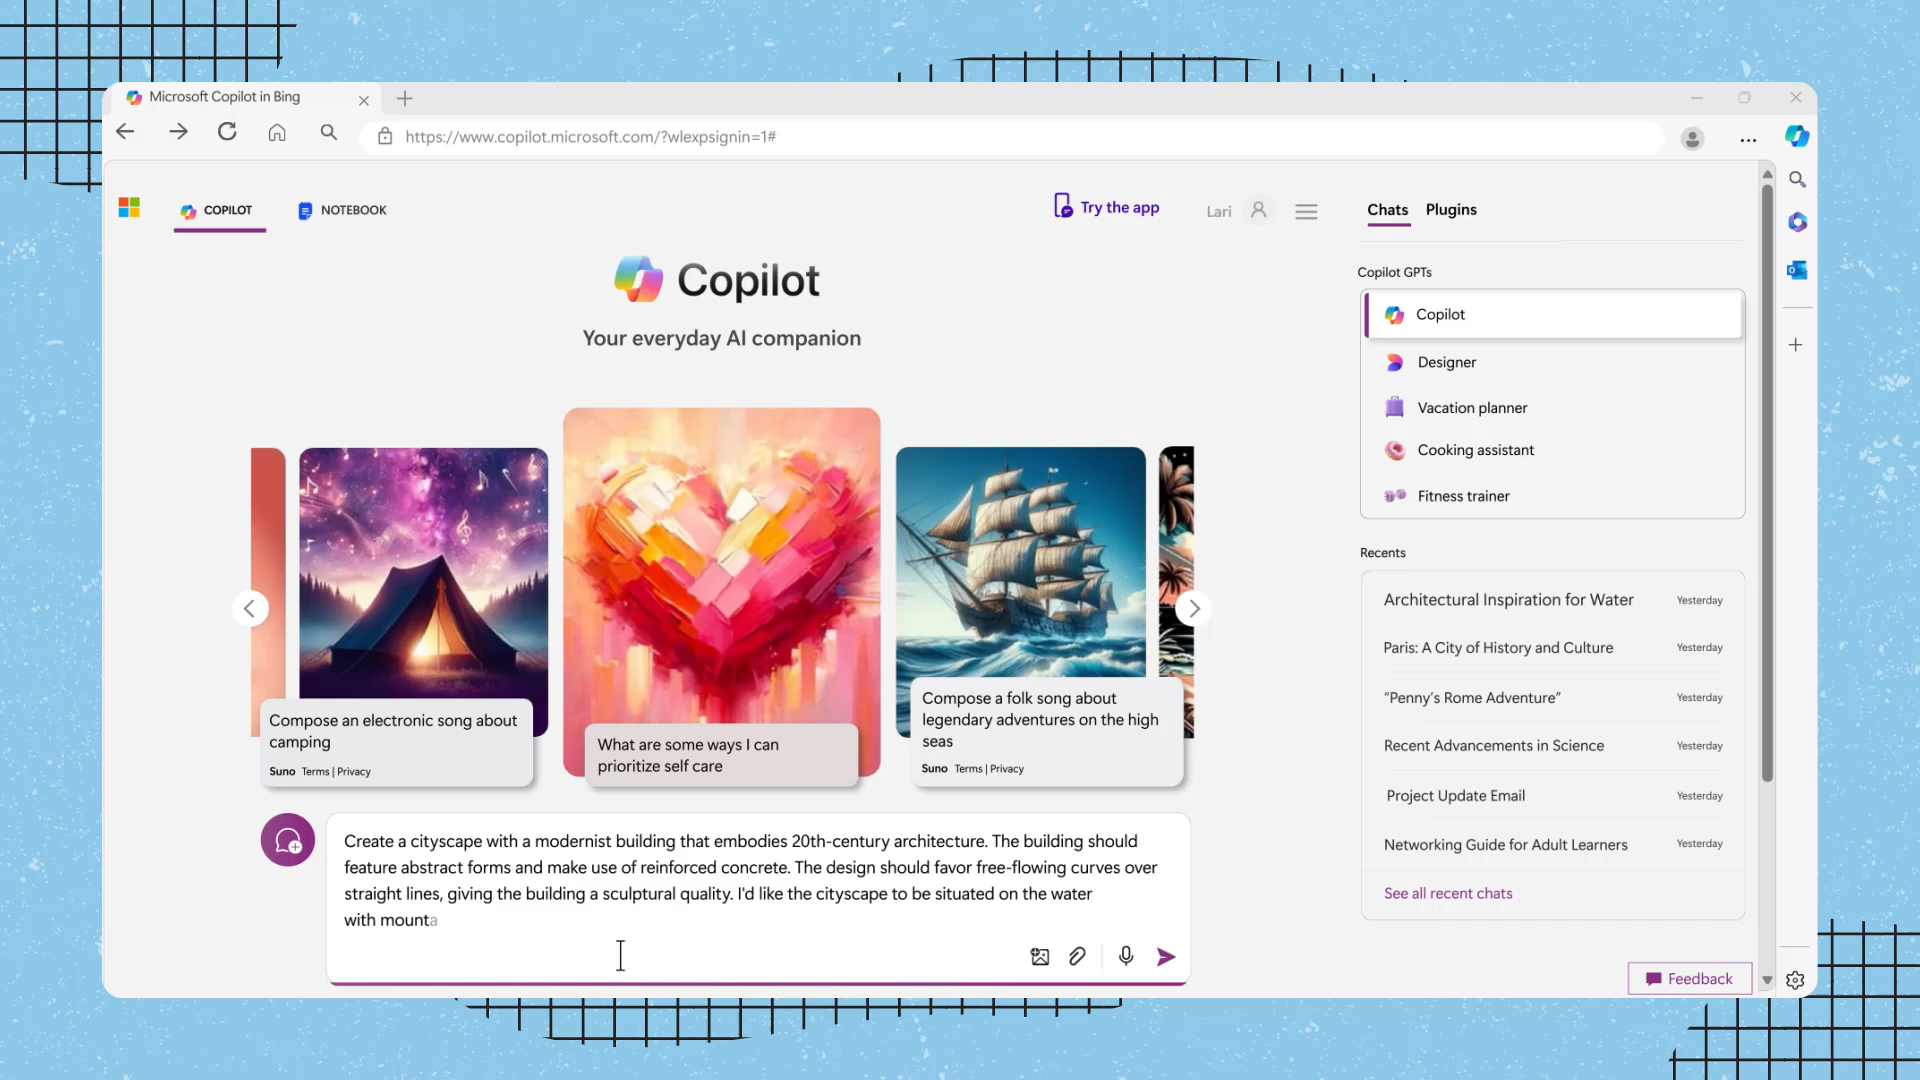 Microsoft Copilot in Bing
https://www.copilot.microsoft.com/?wlexpsignin=1#
COPILOT
NOTEBOOK
Try the app
Lari
Chats Plugins
Copilot
Your everyday AI companion
Compose an electronic song about
camping
Suno Terms | Privacy
What are some ways I can
prioritize self care
Compose a folk song about
legendary adventures on the high
seas
Suno Terms | Privacy
Create a cityscape with a modernist building that embodies 20th-century architecture. The building should
feature abstract forms and make use of reinforced concrete. The design should favor free-flowing curves over
straight lines, giving the building a sculptural quality. I'd like the cityscape to be situated on the water
with mounta
Copilot GPTs
Copilot
Designer
Vacation planner
Cooking assistant
Fitness trainer
Recents
Architectural Inspiration for Water Yesterday
Paris: A City of History and Culture Yesterday
“Penny’s Rome Adventure” Yesterday
Recent Advancements in Science Yesterday
Project Update Email Yesterday
Networking Guide for Adult Learners Yesterday
See all recent chats
Feedback